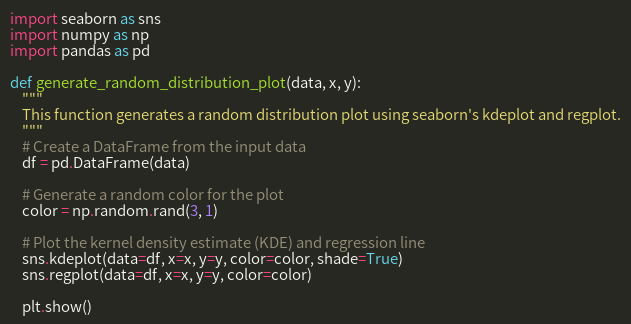 import seaborn as sns
import numpy as np
import pandas as pd
def generate_random_distribution_plot(data, x, y):
"""
This function generates a random distribution plot using seaborn's kdeplot and regplot.
"""
# Create a DataFrame from the input data
df = pd.DataFrame(data)
# Generate a random color for the plot
color = np.random.rand(3, 1)
# Plot the kernel density estimate (KDE) and regression line
sns.kdeplot(data=df, x=x, y=y, color=color, shade=True)
sns.regplot(data=df, x=x, y=y, color=color)
plt.show()